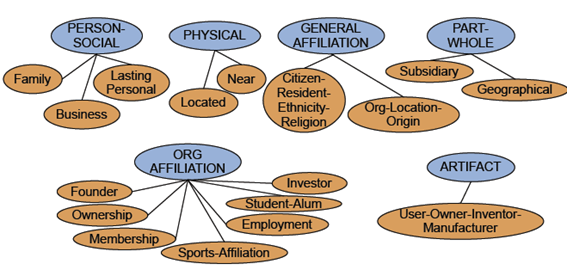 PERSON-
SOCIAL
PHYSICAL
GENERAL
AFFILIATION
PART-
WHOLE
Family
Lasting
Personal
Business
Near
Located
Citizen-
Resident-
Ethnicity-
Religion
Org-Location-
Origin
Subsidiary
Geographical
ORG
AFFILIATION
ARTIFACT
Founder
Ownership
Membership
Sports-Affiliation
Employment
Student-Alum
Investor
User-Owner-Inventor-
Manufacturer